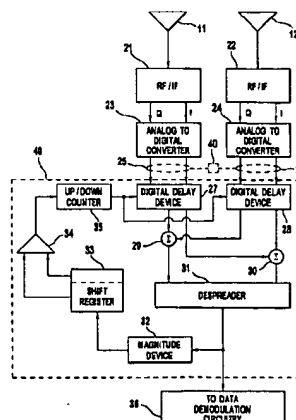 11
12
21
22
RF/IF
RF/IF
Q
I
Q
I
23
24
ANALOG TO
DIGITAL
CONVERTER
ANALOG TO
DIGITAL
CONVERTER
25
40
UP/DOWN
COUNTER
DIGITAL DELAY
DEVICE
27
DIGITAL DELAY
DEVICE
34
35
28
29
Σ
33
Σ
30
SHIFT
REGISTER
31
DESPREADER
32
MAGNITUDE
DEVICE
TO DATA
DEMODULATION
CIRCUITRY